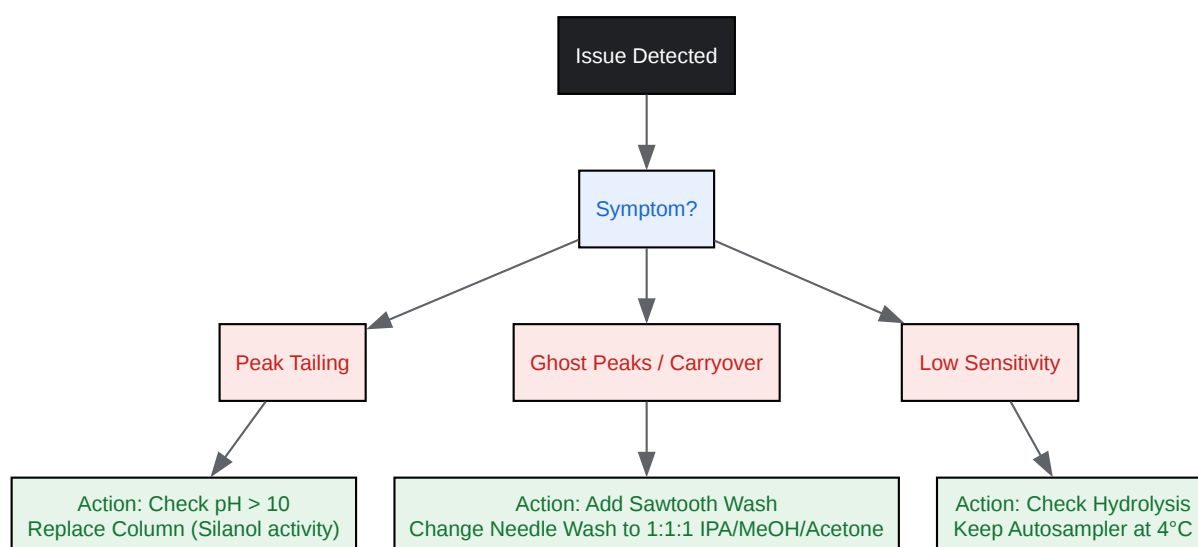 Issue Detected
Symptom?
Peak Tailing
Ghost Peaks / Carryover
Low Sensitivity
Action: Check pH > 10
Replace Column (Silanol activity)
Action: Add Sawtooth Wash
Change Needle Wash to 1:1:1 IPA/MeOH/Acetone
Action: Check Hydrolysis
Keep Autosampler at 4°C